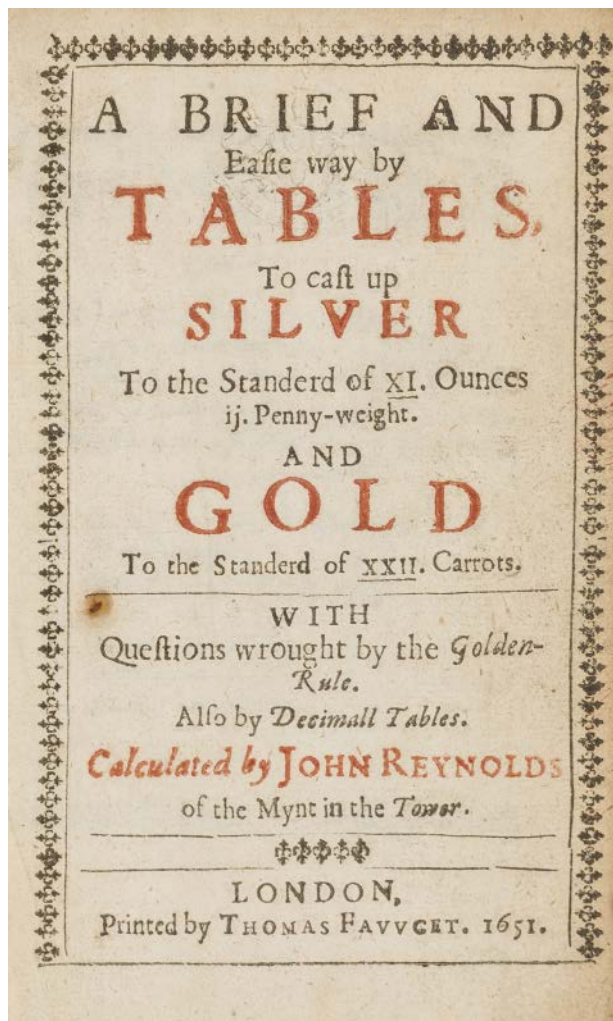 A BRIEF AND
Eaſie way by
TABLES,
To caſt up
SILVER
To the Standerd of XI. Ounces
ij. Penny-weight.
AND
GOLD
To the Standerd of XXII. Carrots.
WITH
Queſtions wrought by the Golden-
Rule.
Alſo by Decimall Tables.
Calculated by JOHN REYNOLDS
of the Mynt in the Tower.
LONDON,
Printed by THOMAS FAVVCET. 1651.